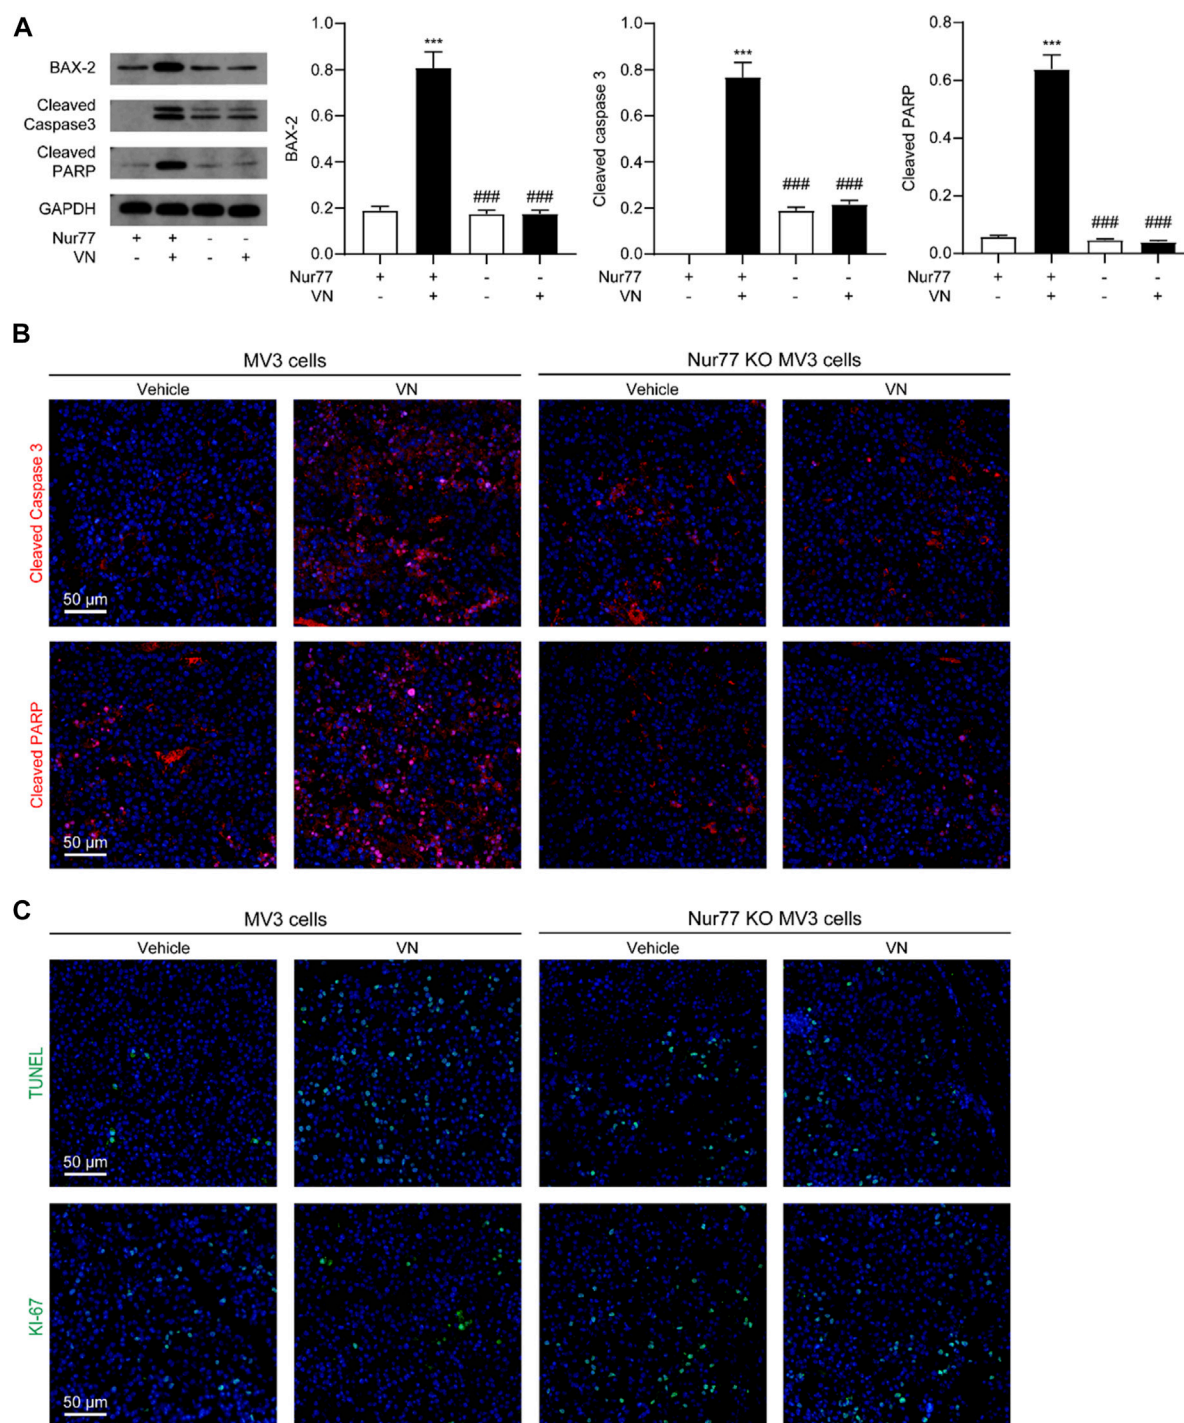 A
BAX-2
Cleaved
Caspase3
Cleaved
PARP
GAPDH
Nur77 + + - -
VN - + - +
BAX-2
1.0
0.8
0.6
0.4
0.2
0.0
***
### ###
Nur77 + + - -
VN - + - +
Cleaved caspase 3
1.0
0.8
0.6
0.4
0.2
0.0
***
### ###
Nur77 + + - -
VN - + - +
Cleaved PARP
0.8
0.6
0.4
0.2
0.0
***
### ###
Nur77 + + - -
VN - + - +
B
MV3 cells Nur77 KO MV3 cells
Vehicle VN Vehicle VN
Cleaved Caspase 3
50 µm
Cleaved PARP
50 µm
C
MV3 cells Nur77 KO MV3 cells
Vehicle VN Vehicle VN
TUNEL
50 µm
KI-67
50 µm